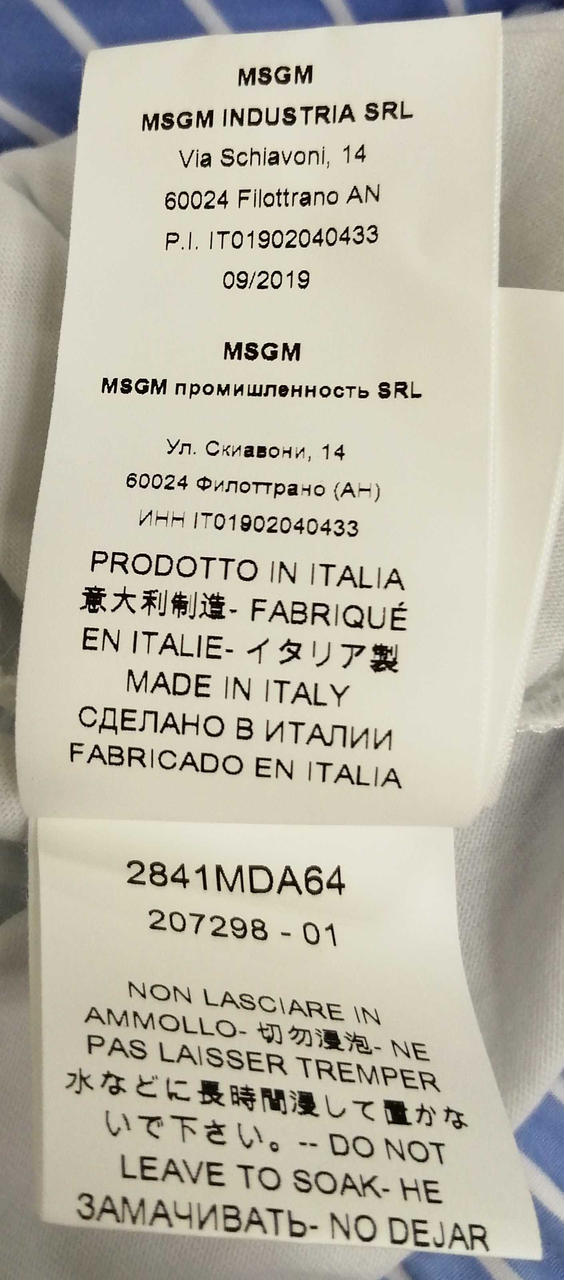 MSGM
MSGM INDUSTRIA SRL
Via Schiavoni, 14
60024 Filottrano AN
P.I. IT01902040433
09/2019
MSGM
MSGM промишленность SRL
Ул. Скиавони, 14
60024 Филоттрано (АН)
ИНН IT01902040433
PRODOTTO IN ITALIA
意大利制造- FABRIQUÉ
EN ITALIE- イタリア製
MADE IN ITALY
СДЕЛАНО В ИТАЛИИ
FABRICADO EN ITALIA
2841MDA64
207298 - 01
NON LASCIARE IN
AMMOLLO- 切勿漫泡- NE
PAS LAISSER TREMPER
水などに長時間漫して置かな
いで下さい。-- DO NOT
LEAVE TO SOAK- НЕ
ЗАМАЧИВАТЬ- NO DEJAR